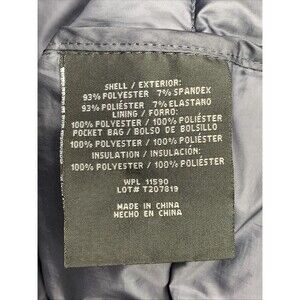 SHELL / EXTERIOR:
93% POLYESTER 7% SPANDEX
93% POLIÉSTER 7% ELASTANO
LINING / FORRO:
100% POLYESTER / 100% POLIÉSTER
POCKET BAG / BOLSO DE BOLSILLO
100% POLYESTER / 100% POLIÉSTER
INSULATION / INSULACIÓN:
100% POLYESTER / 100% POLIÉSTER
WPL 11590
LOT# T207819
MADE IN CHINA
HECHO EN CHINA